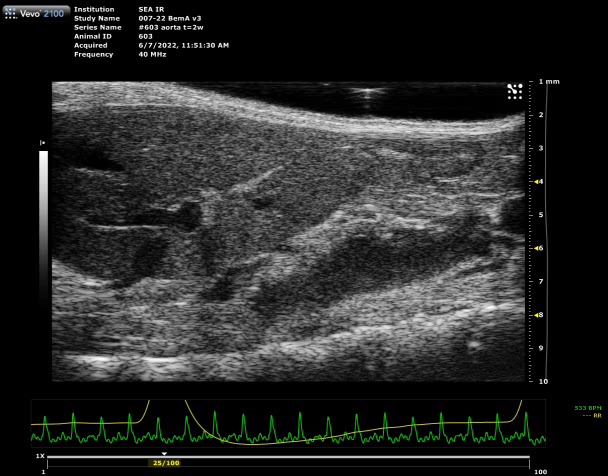 Vevo 2100
Institution SEA IR
Study Name 007-22 BemA v3
Series Name #603 aorta t=2w
Animal ID 603
Acquired 6/7/2022, 11:51:30 AM
Frequency 40 MHz
1 mm
2
3
4
5
6
7
8
9
10
533 BPM
--- RR
1X
25/100
1 100